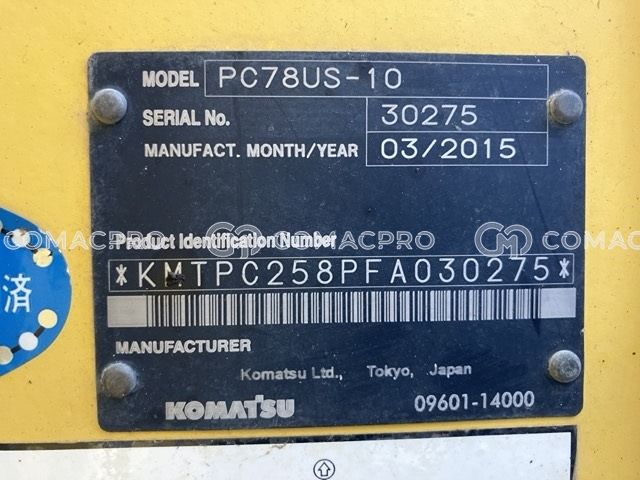 MODEL PC78US-10
SERIAL No. 30275
MANUFACT. MONTH/YEAR 03/2015
Product Identification Number
COMACPRO COMACPRO COMACPRO
*KMTPC258PFA030275*
済
MANUFACTURER
Komatsu Ltd., Tokyo, Japan
KOMATSU 09601-14000